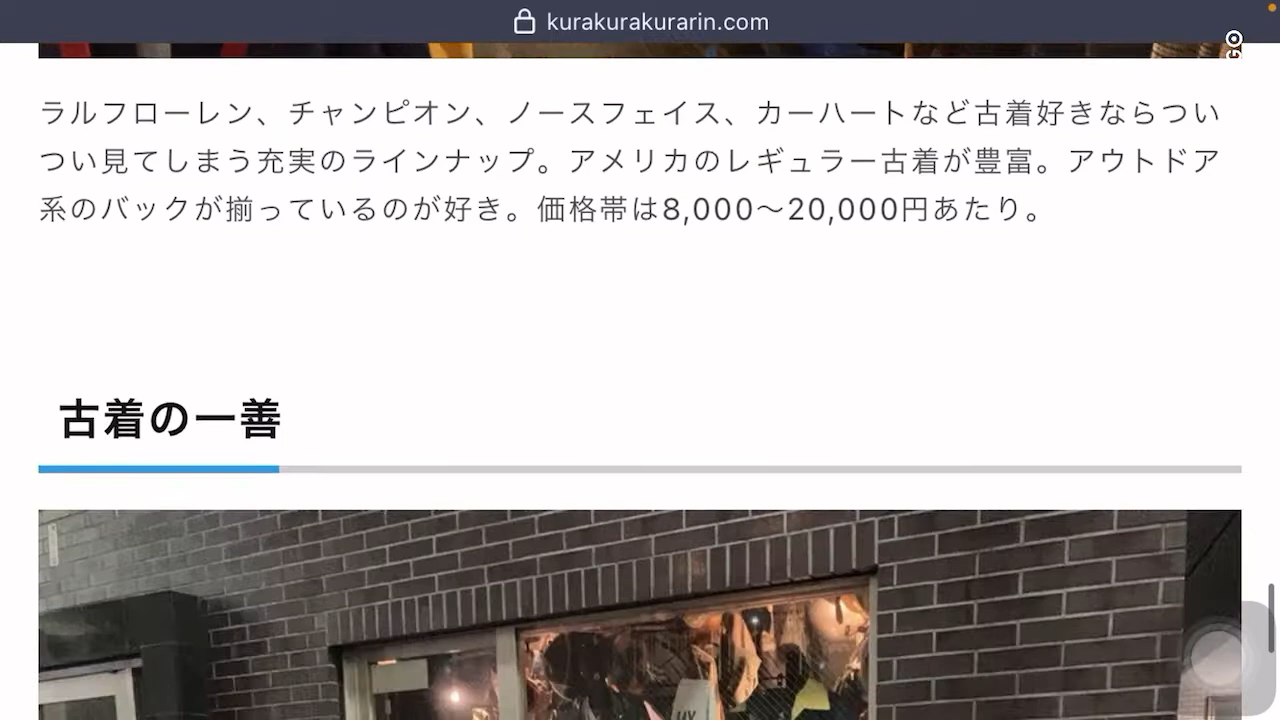 kurakurakurarin.com
ラルフローレン、チャンピオン、ノースフェイス、カーハートなど古着好きならつい
つい見てしまう充実のラインナップ。アメリカのレギュラー古着が豊富。アウトドア
系のバックが揃っているのが好き。価格帯は8,000〜20,000円あたり。
古着の一善